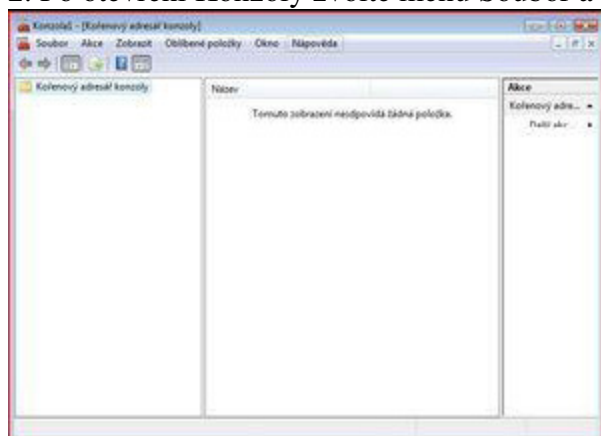 2. Po otevření Konzoly zvolte menu Soubor a
Konzola1 - [Kořenový adresář konzoly]
Soubor Akce Zobrazit Oblíbené položky Okno Nápověda
Kořenový adresář konzoly
Název
Akce
Tomuto zobrazení neodpovídá žádná položka.
Kořenový adre...
Další akc...